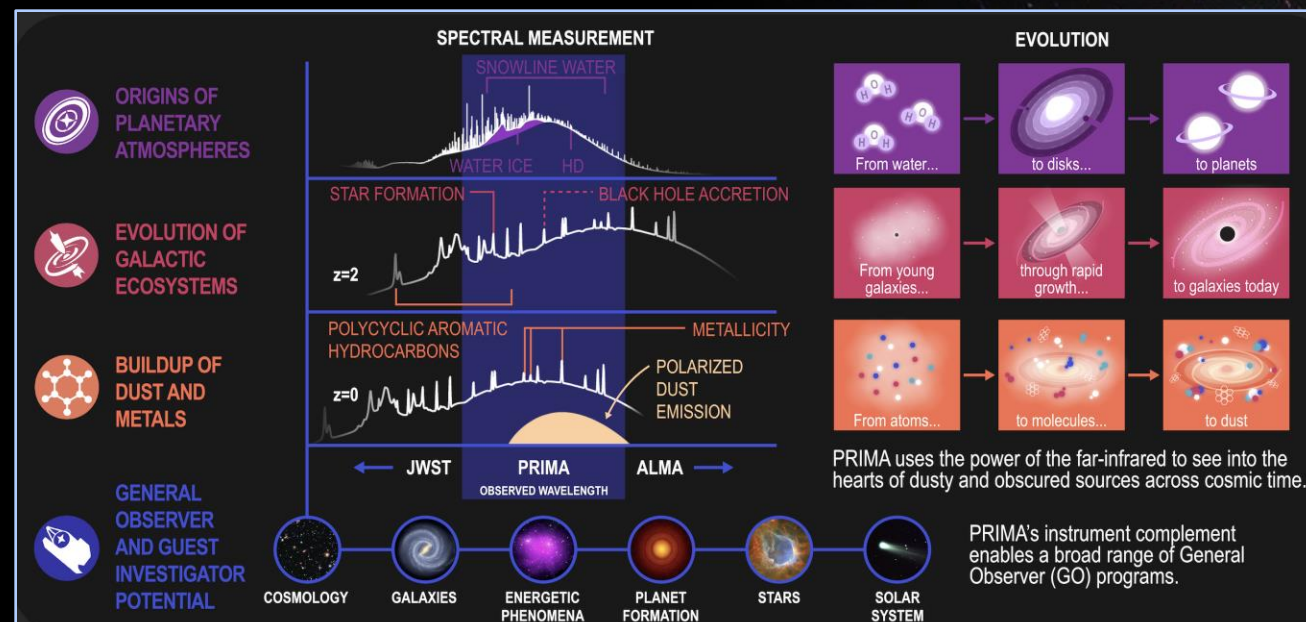 SPECTRAL MEASUREMENT
EVOLUTION
ORIGINS OF
PLANETARY
ATMOSPHERES
SNOWLINE WATER
WATER ICE
HD
H O H
H O H
H O H
From water...
to disks...
to planets
EVOLUTION OF
GALACTIC
ECOSYSTEMS
STAR FORMATION
BLACK HOLE ACCRETION
z=2
From young
galaxies...
through rapid
growth...
to galaxies today
BUILDUP OF
DUST AND
METALS
POLYCYCLIC AROMATIC
HYDROCARBONS
METALLICITY
z=0
POLARIZED
DUST
EMISSION
From atoms...
to molecules...
to dust
JWST
PRIMA
ALMA
OBSERVED WAVELENGTH
PRIMA uses the power of the far-infrared to see into the
hearts of dusty and obscured sources across cosmic time.
GENERAL
OBSERVER
AND GUEST
INVESTIGATOR
POTENTIAL
COSMOLOGY
GALAXIES
ENERGETIC
PHENOMENA
PLANET
FORMATION
STARS
SOLAR
SYSTEM
PRIMA's instrument complement
enables a broad range of General
Observer (GO) programs.